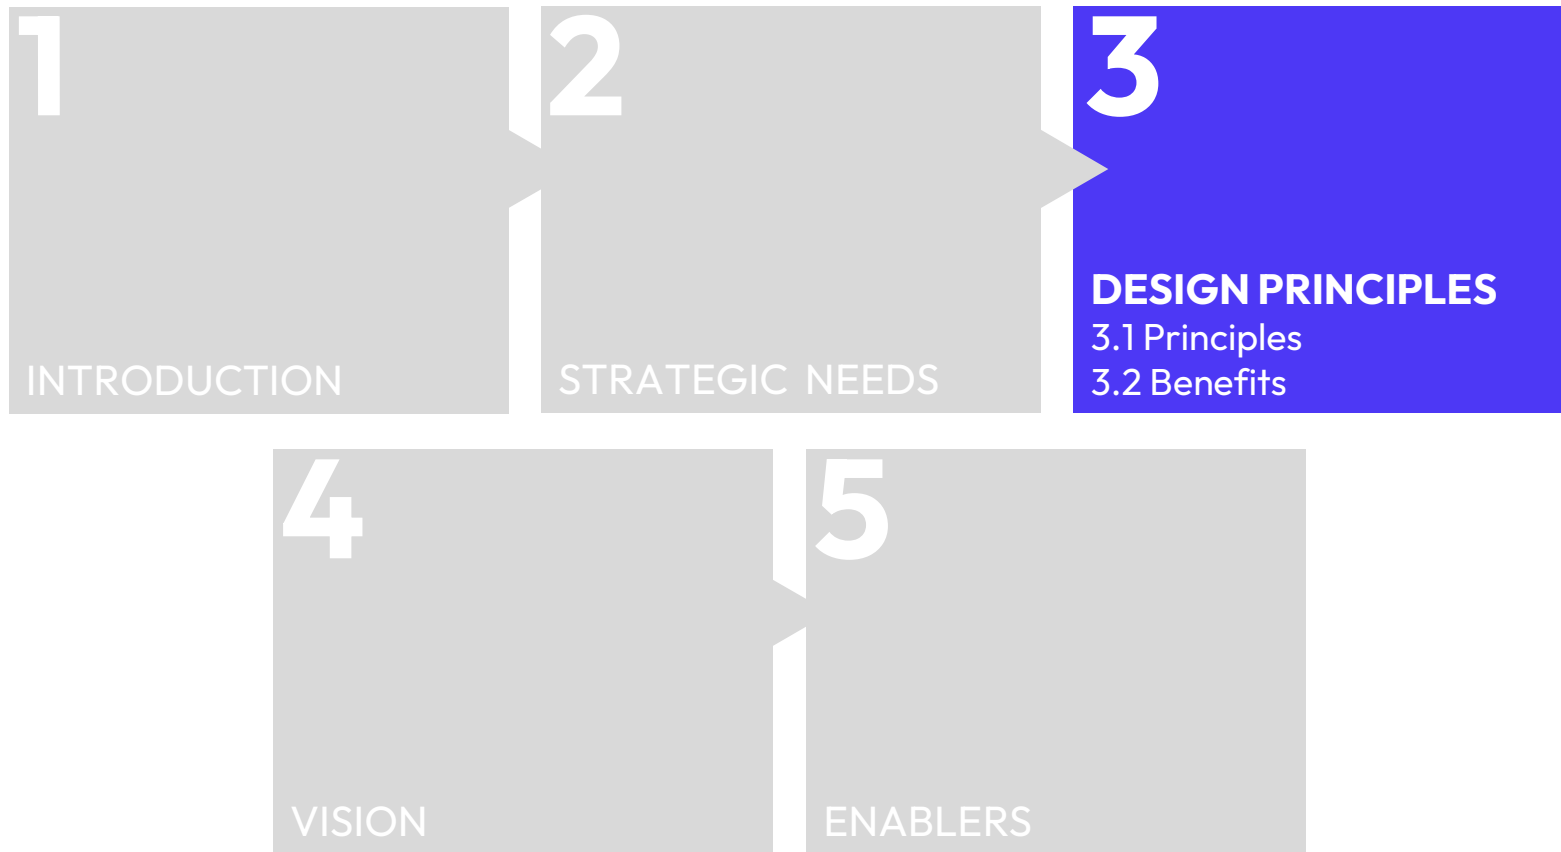 1
INTRODUCTION
2
STRATEGIC NEEDS
3
DESIGN PRINCIPLES
3.1 Principles
3.2 Benefits
4
VISION
5
ENABLERS